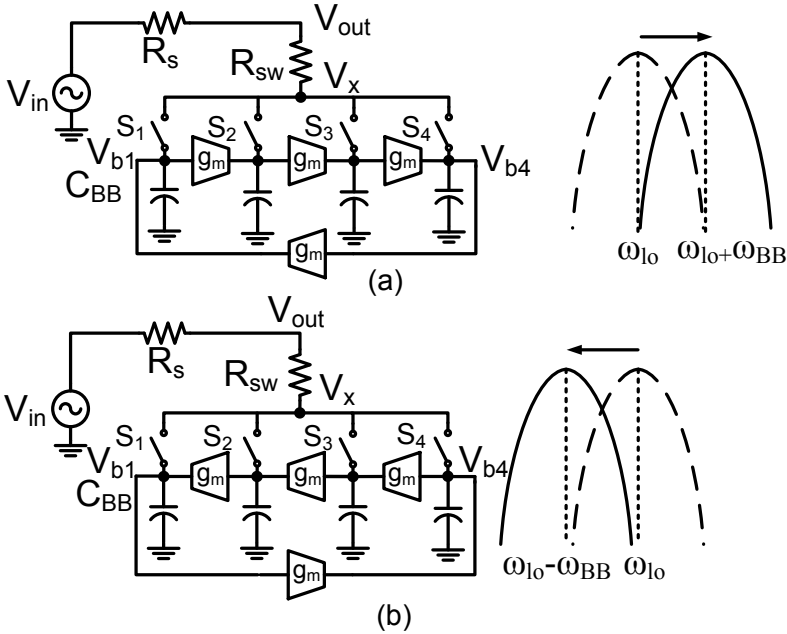 V_out
R_s
R_sw
V_x
V_in
S_1 S_2 S_3 S_4
V_b1 g_m g_m g_m V_b4
C_BB
g_m
(a)
ω_lo ω_lo+ω_BB
V_out
R_s
R_sw
V_x
V_in
S_1 S_2 S_3 S_4
V_b1 g_m g_m g_m V_b4
C_BB
g_m
(b)
ω_lo-ω_BB ω_lo